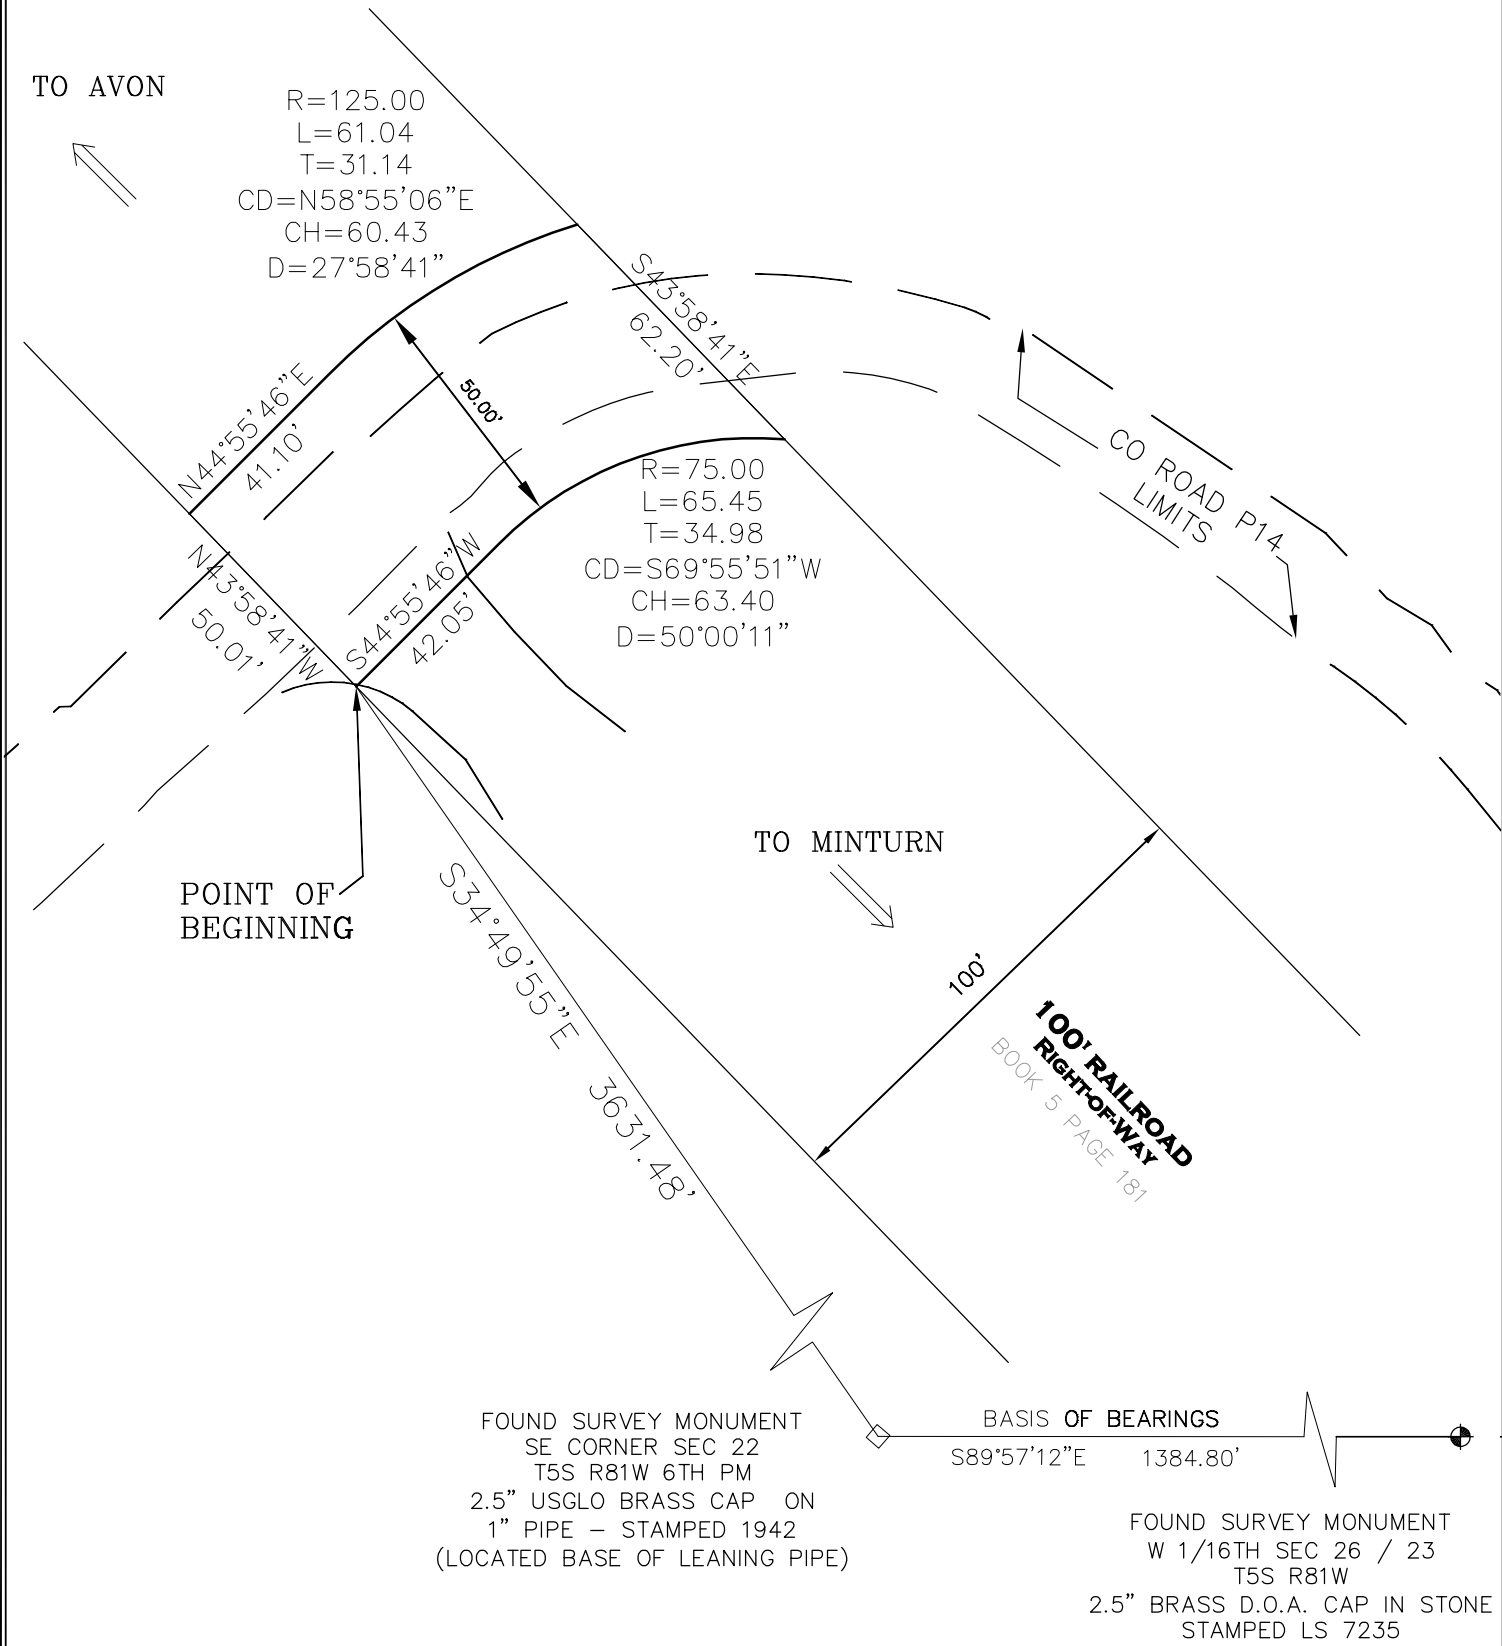 TO AVON
R=125.00
L=61.04
T=31.14
CD=N58°55'06"E
CH=60.43
D=27°58'41"
S43°58'41"E
62.20'
N44°55'46"E
41.10'
50.00'
CO ROAD P14
LIMITS
R=75.00
L=65.45
T=34.98
CD=S69°55'51"W
CH=63.40
D=50°00'11"
N43°58'41"W
50.01'
S44°55'46"W
42.05'
POINT OF
BEGINNING
TO MINTURN
S34°49'55"E 3631.48'
100'
100' RAILROAD
RIGHT-OF-WAY
BOOK 5 PAGE 181
BASIS OF BEARINGS
S89°57'12"E 1384.80'
FOUND SURVEY MONUMENT
SE CORNER SEC 22
T5S R81W 6TH PM
2.5" USGLO BRASS CAP ON
1" PIPE – STAMPED 1942
(LOCATED BASE OF LEANING PIPE)
FOUND SURVEY MONUMENT
W 1/16TH SEC 26 / 23
T5S R81W
2.5" BRASS D.O.A. CAP IN STONE
STAMPED LS 7235